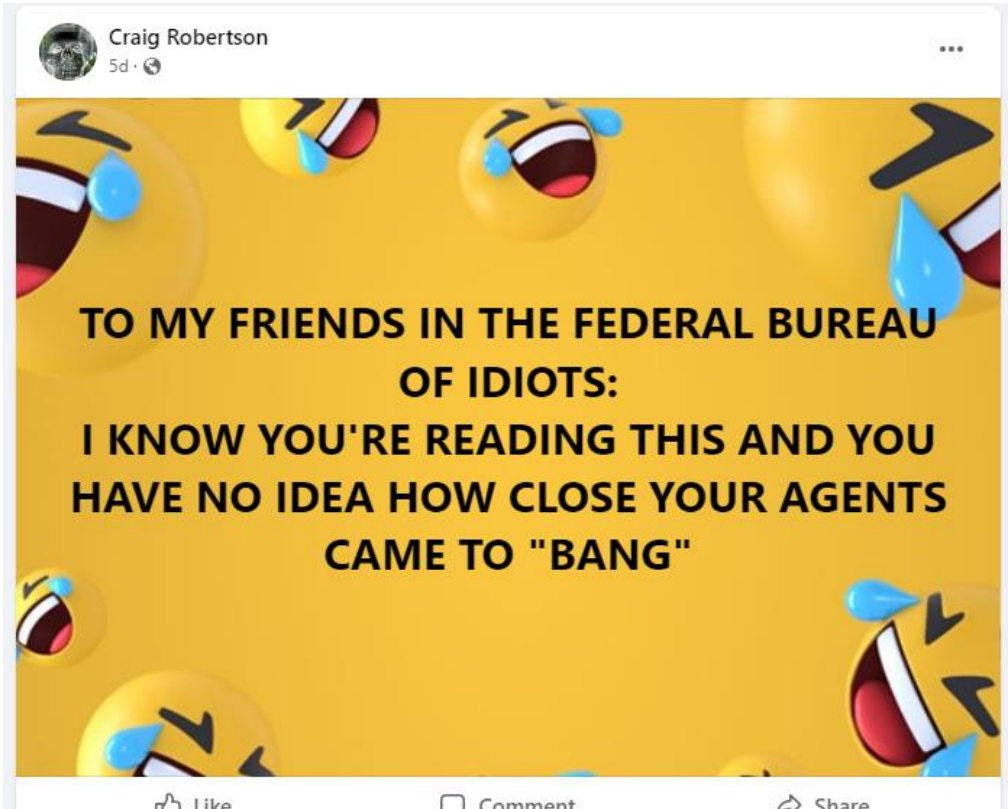 Craig Robertson
5d ·
TO MY FRIENDS IN THE FEDERAL BUREAU
OF IDIOTS:
I KNOW YOU'RE READING THIS AND YOU
HAVE NO IDEA HOW CLOSE YOUR AGENTS
CAME TO "BANG"
Like Comment Share